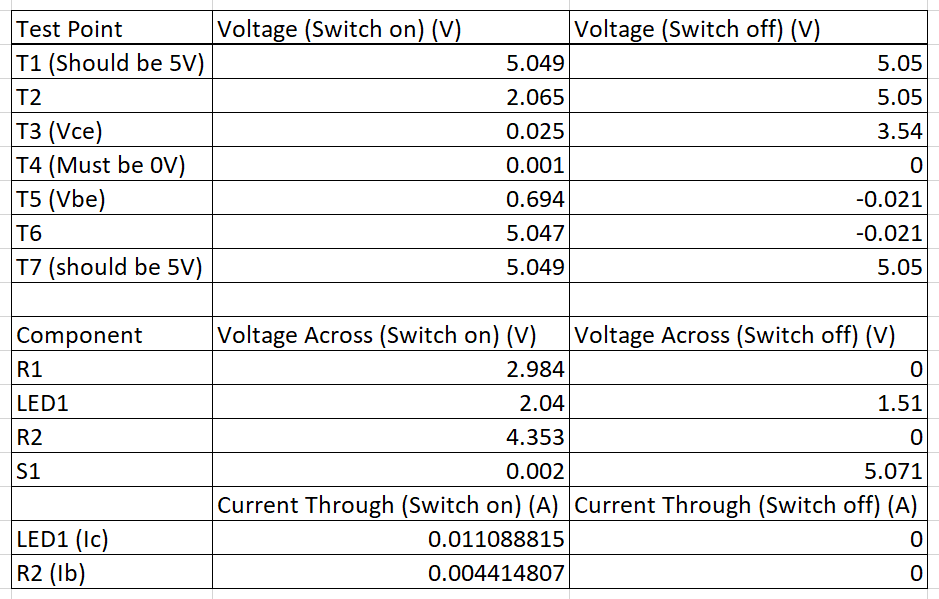 Test Point Voltage (Switch on) (V) Voltage (Switch off) (V)
T1 (Should be 5V) 5.049 5.05
T2 2.065 5.05
T3 (Vce) 0.025 3.54
T4 (Must be 0V) 0.001 0
T5 (Vbe) 0.694 -0.021
T6 5.047 -0.021
T7 (should be 5V) 5.049 5.05
Component Voltage Across (Switch on) (V) Voltage Across (Switch off) (V)
R1 2.984 0
LED1 2.04 1.51
R2 4.353 0
S1 0.002 5.071
Current Through (Switch on) (A) Current Through (Switch off) (A)
LED1 (Ic) 0.011088815 0
R2 (Ib) 0.004414807 0